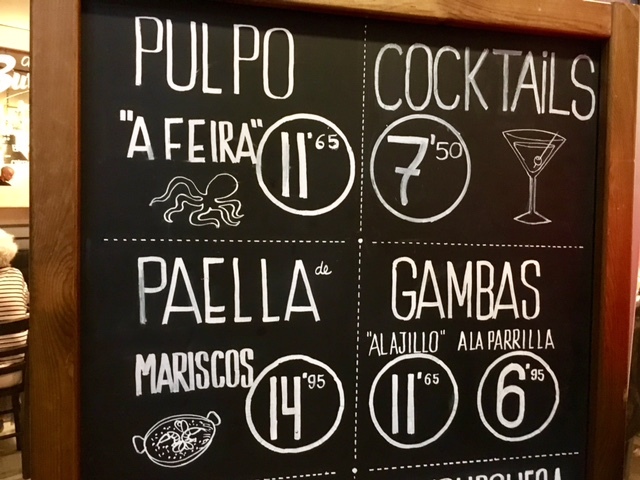 PULPO
"A FEIRA" 11'65
COCKTAiLS
7'50
PAELLA de
MARISCOS 14'95
GAMBAS
"AL AJILLO" A LA PARRILLA
11'65 6'95